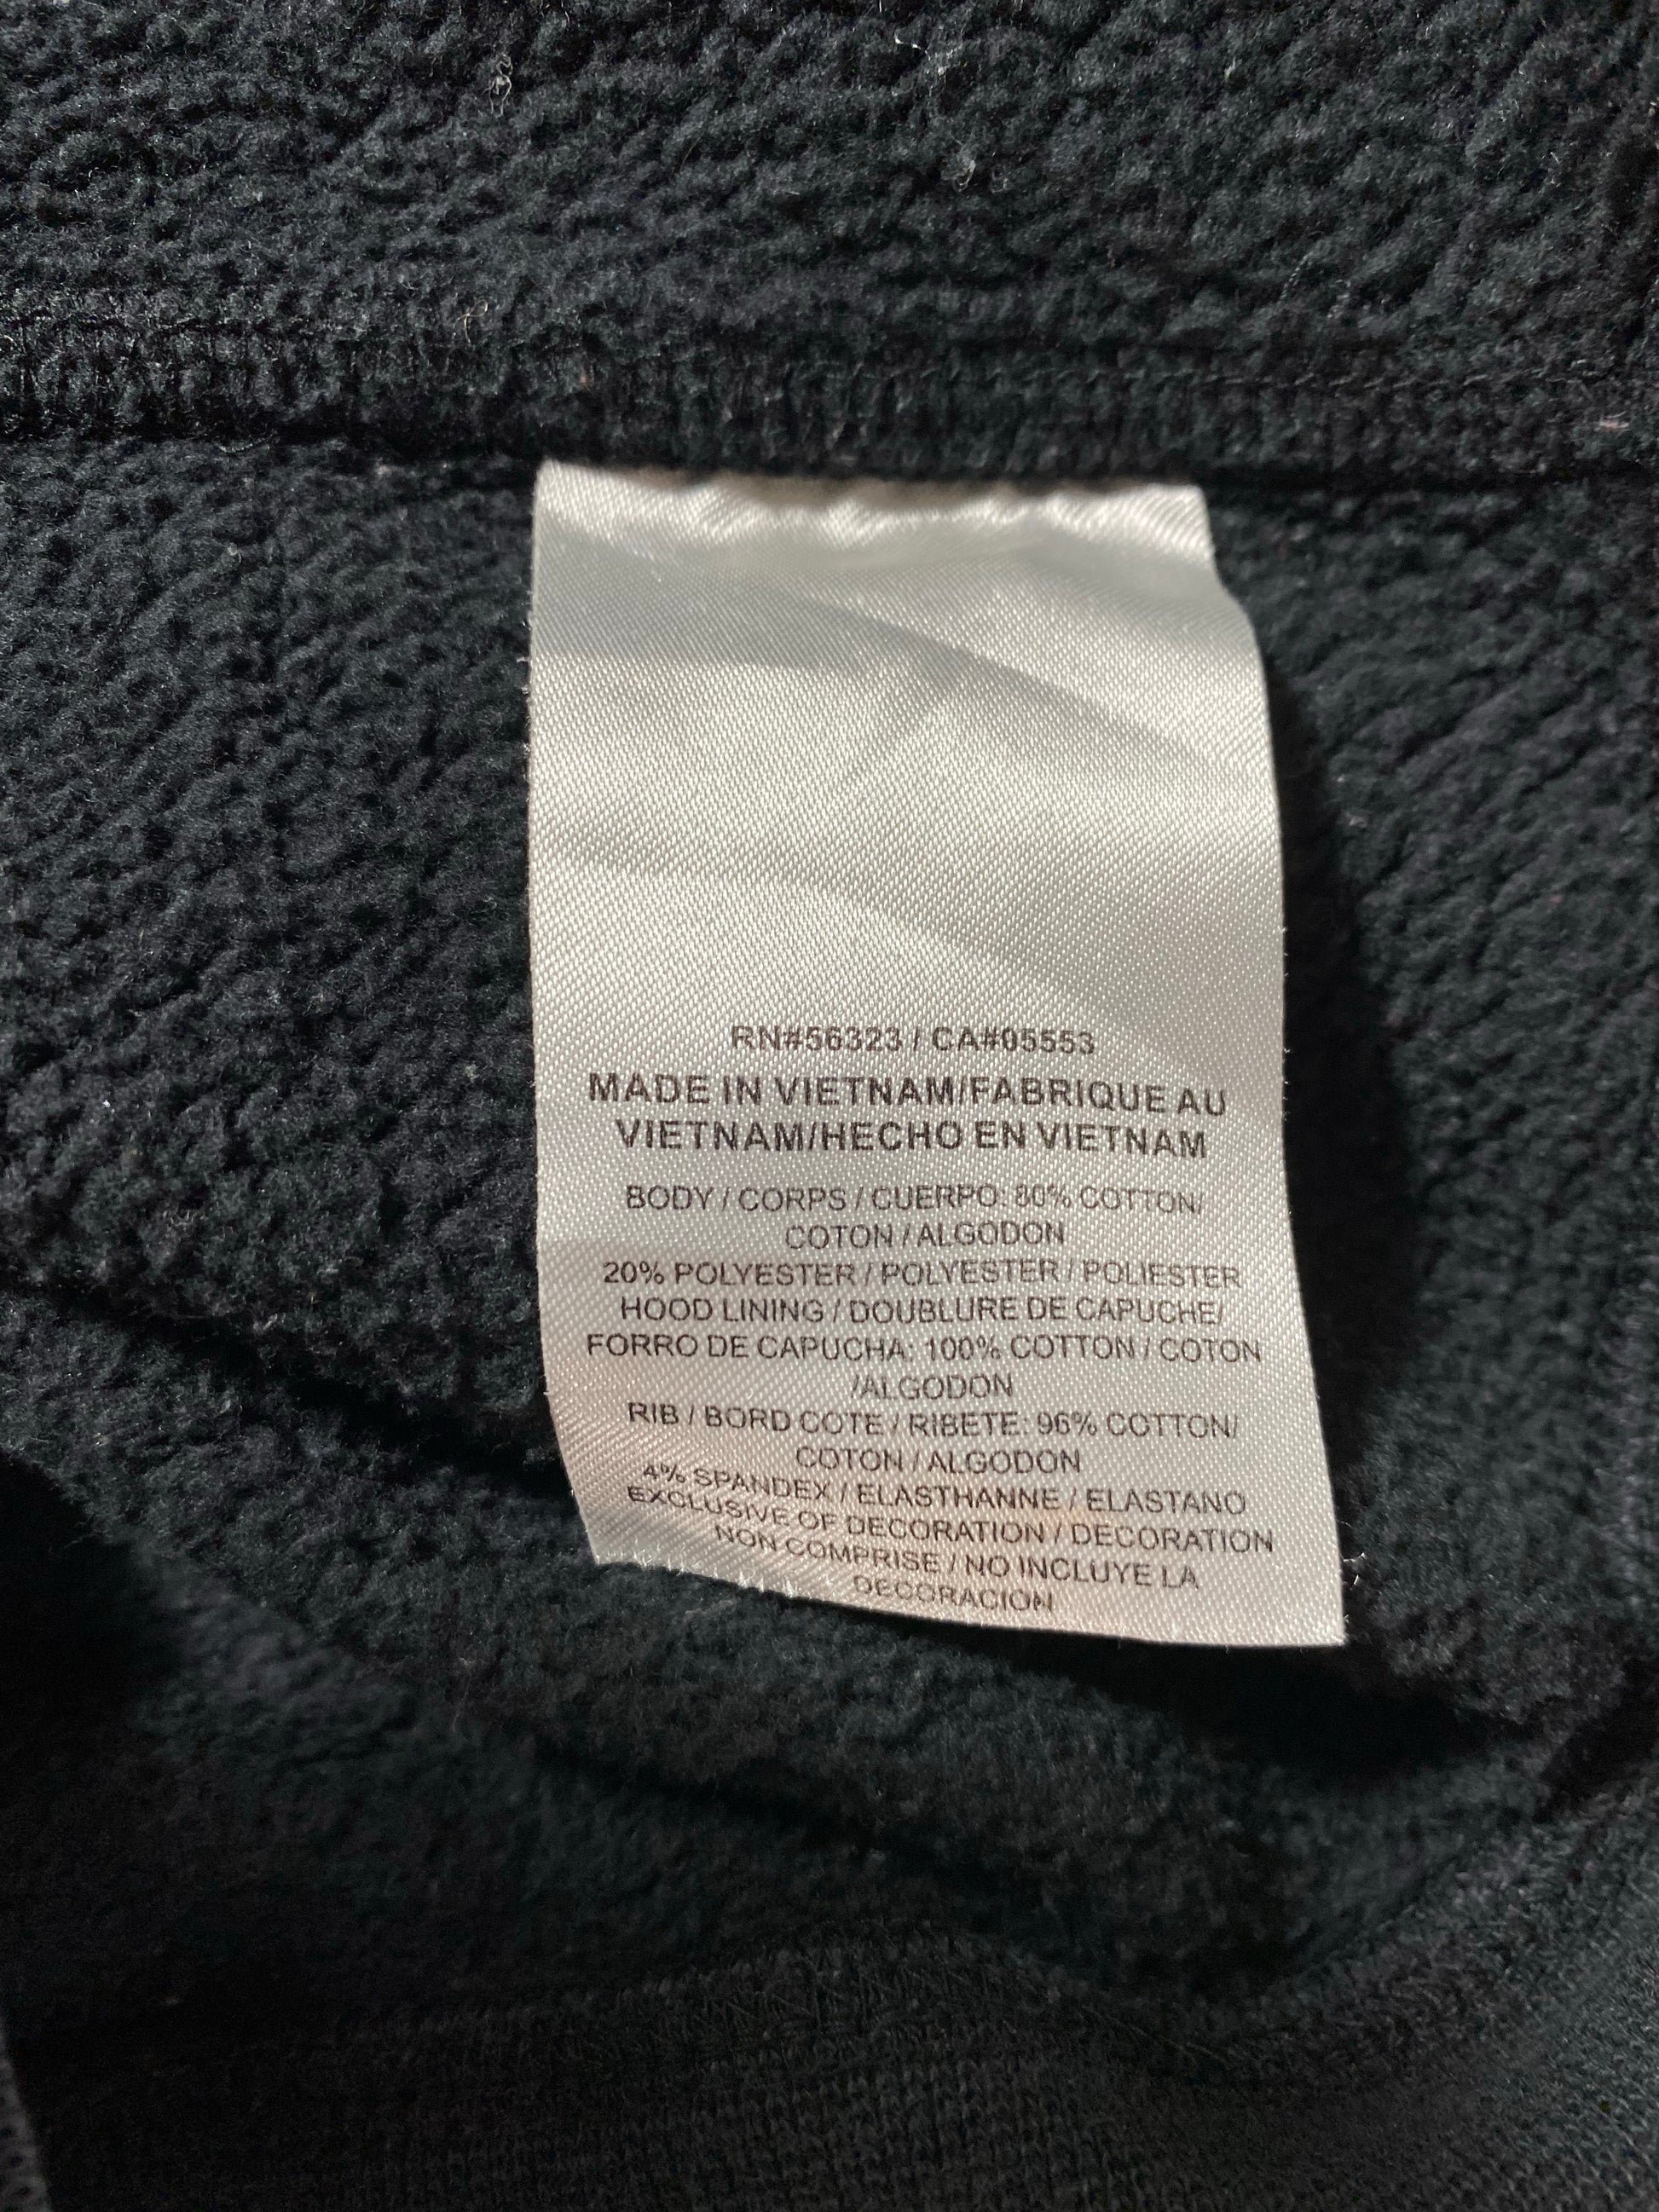 RN#56323 / CA#05553
MADE IN VIETNAM/FABRIQUE AU
VIETNAM/HECHO EN VIETNAM
BODY / CORPS / CUERPO: 80% COTTON/
COTON / ALGODON
20% POLYESTER / POLYESTER / POLIESTER
HOOD LINING / DOUBLURE DE CAPUCHE/
FORRO DE CAPUCHA: 100% COTTON / COTON
/ALGODON
RIB / BORD COTE / RIBETE: 96% COTTON/
COTON / ALGODON
4% SPANDEX / ELASTHANNE / ELASTANO
EXCLUSIVE OF DECORATION / DECORATION
NON COMPRISE / NO INCLUYE LA
DECORACION